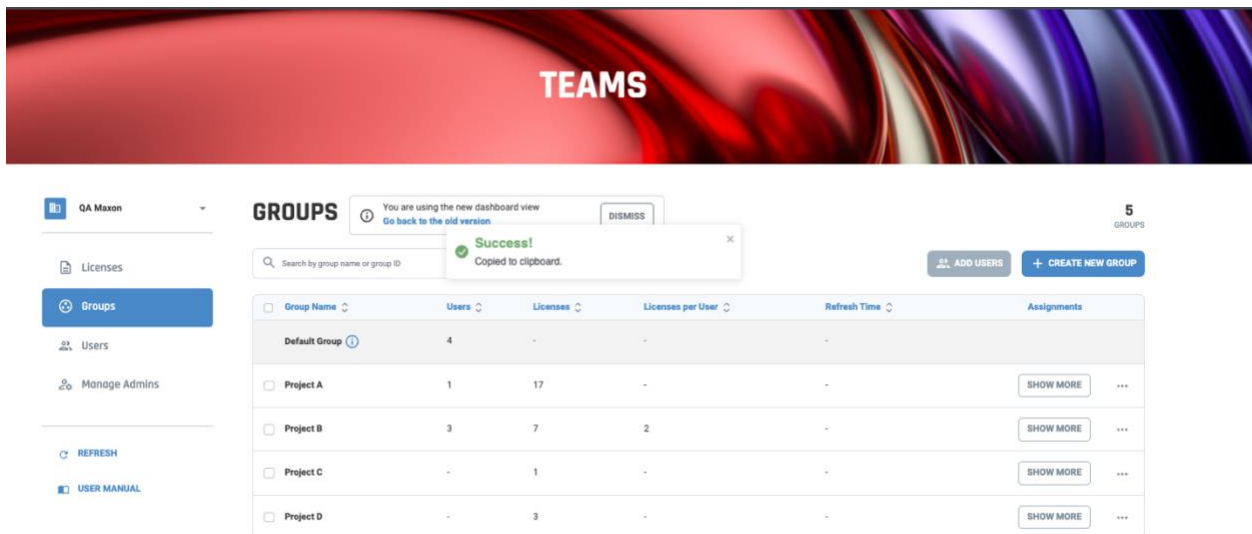 TEAMS
QA Maxon
GROUPS
You are using the new dashboard view
Go back to the old version
DISMISS
5
GROUPS
Success!
Copied to clipboard.
Search by group name or group ID
ADD USERS
+ CREATE NEW GROUP
Licenses
Groups
Users
Manage Admins
REFRESH
USER MANUAL
Group Name Users Licenses Licenses per User Refresh Time Assignments
Default Group 4 - - -
Project A 1 17 - - SHOW MORE ...
Project B 3 7 2 - SHOW MORE ...
Project C - 1 - - SHOW MORE ...
Project D - 3 - - SHOW MORE ...